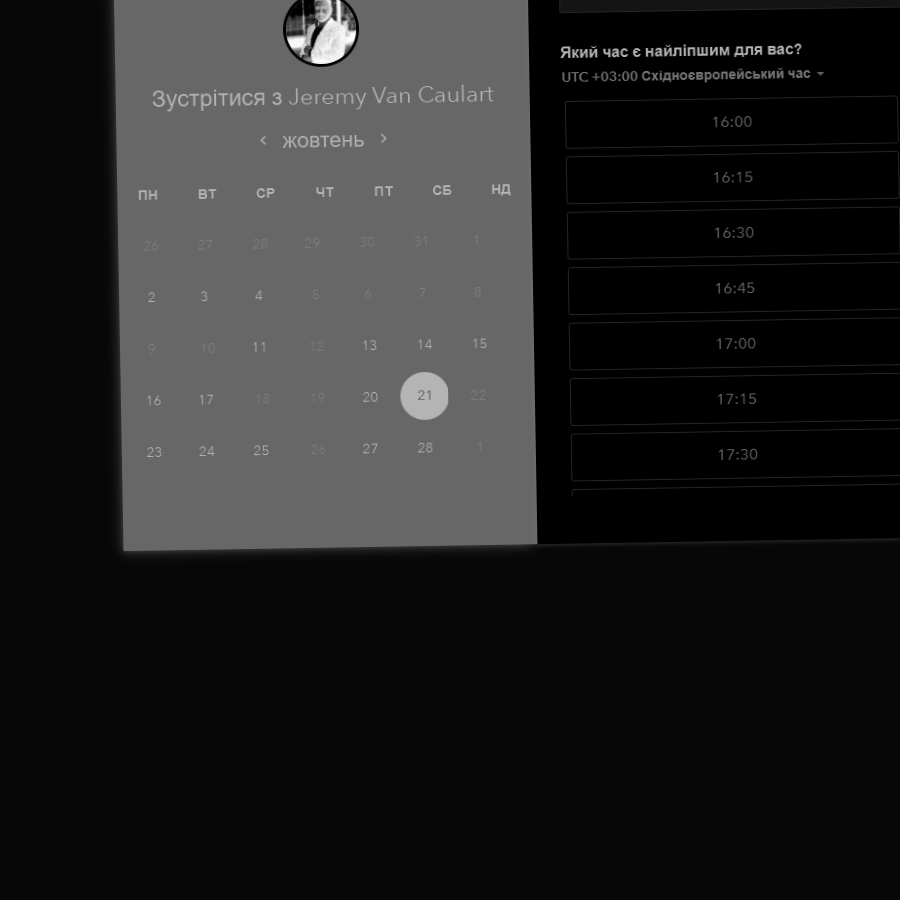 Зустрітися з Jeremy Van Caulart
‹ жовтень ›
ПН ВТ СР ЧТ ПТ СБ НД
26 27 28 29 30 31 1
2 3 4 5 6 7 8
9 10 11 12 13 14 15
16 17 18 19 20 21 22
23 24 25 26 27 28 1
Який час є найліпшим для вас?
UTC +03:00 Східноєвропейський час
16:00
16:15
16:30
16:45
17:00
17:15
17:30